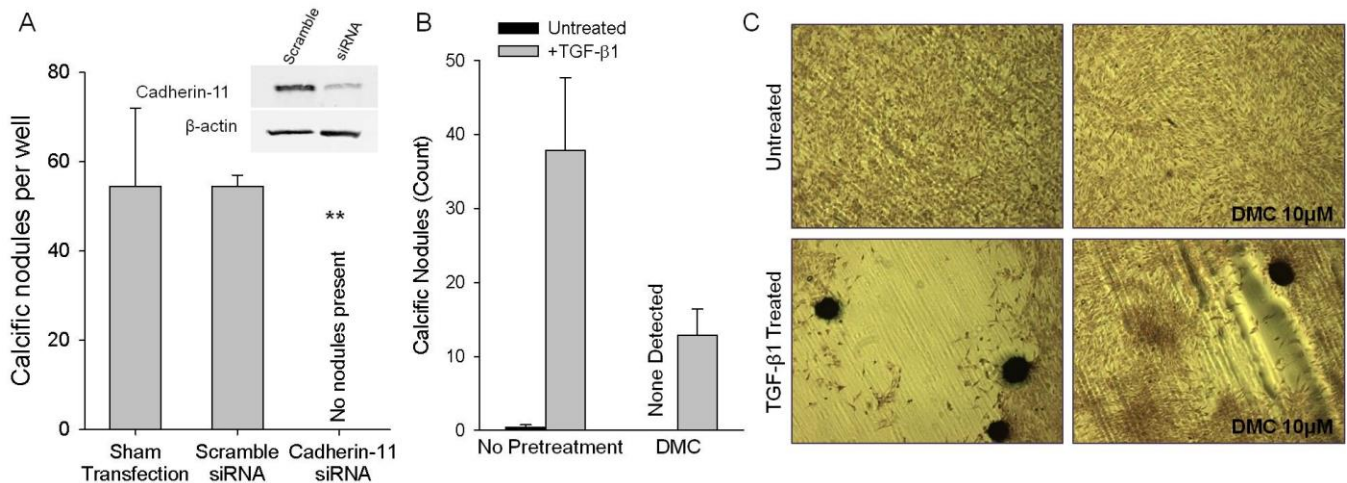 A
Calcific nodules per well
80
60
40
20
0
Scramble
siRNA
Cadherin-11
β-actin
**
No nodules present
Sham
Transfection
Scramble
siRNA
Cadherin-11
siRNA
B
Untreated
+TGF-β1
Calcific Nodules (Count)
50
40
30
20
10
0
None Detected
No Pretreatment
DMC
C
Untreated
DMC 10μM
TGF-β1 Treated
DMC 10μM